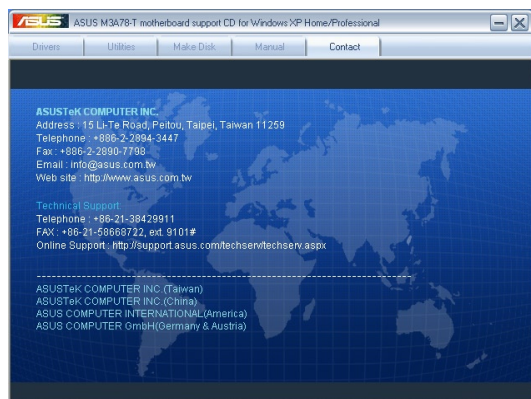 ASUS ASUS M3A78-T motherboard support CD for Windows XP Home/Professional
Drivers Utilities Make Disk Manual Contact
ASUSTeK COMPUTER INC.
Address : 15 Li-Te Road, Peitou, Taipei, Taiwan 11259
Telephone : +886-2-2894-3447
Fax : +886-2-2890-7798
Email : info@asus.com.tw
Web site : http://www.asus.com.tw
Technical Support:
Telephone : +86-21-38429911
FAX : +86-21-58668722, ext. 9101#
Online Support : http://support.asus.com/techserv/techserv.aspx
ASUSTeK COMPUTER INC.(Taiwan)
ASUSTeK COMPUTER INC.(China)
ASUS COMPUTER INTERNATIONAL(America)
ASUS COMPUTER GmbH(Germany & Austria)